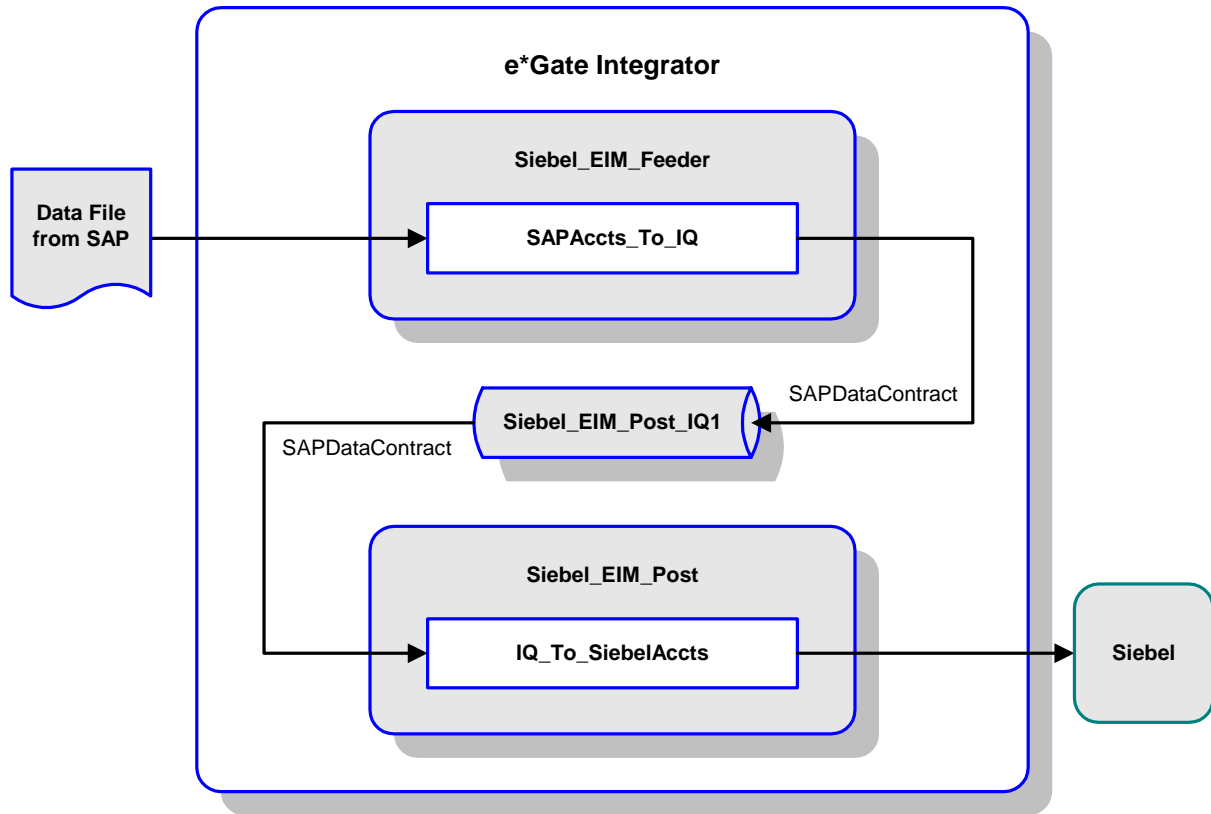 e*Gate Integrator
Siebel_EIM_Feeder
Data File
from SAP
SAPAccts_To_IQ
SAPDataContract
Siebel_EIM_Post_IQ1
SAPDataContract
Siebel_EIM_Post
IQ_To_SiebelAccts
Siebel